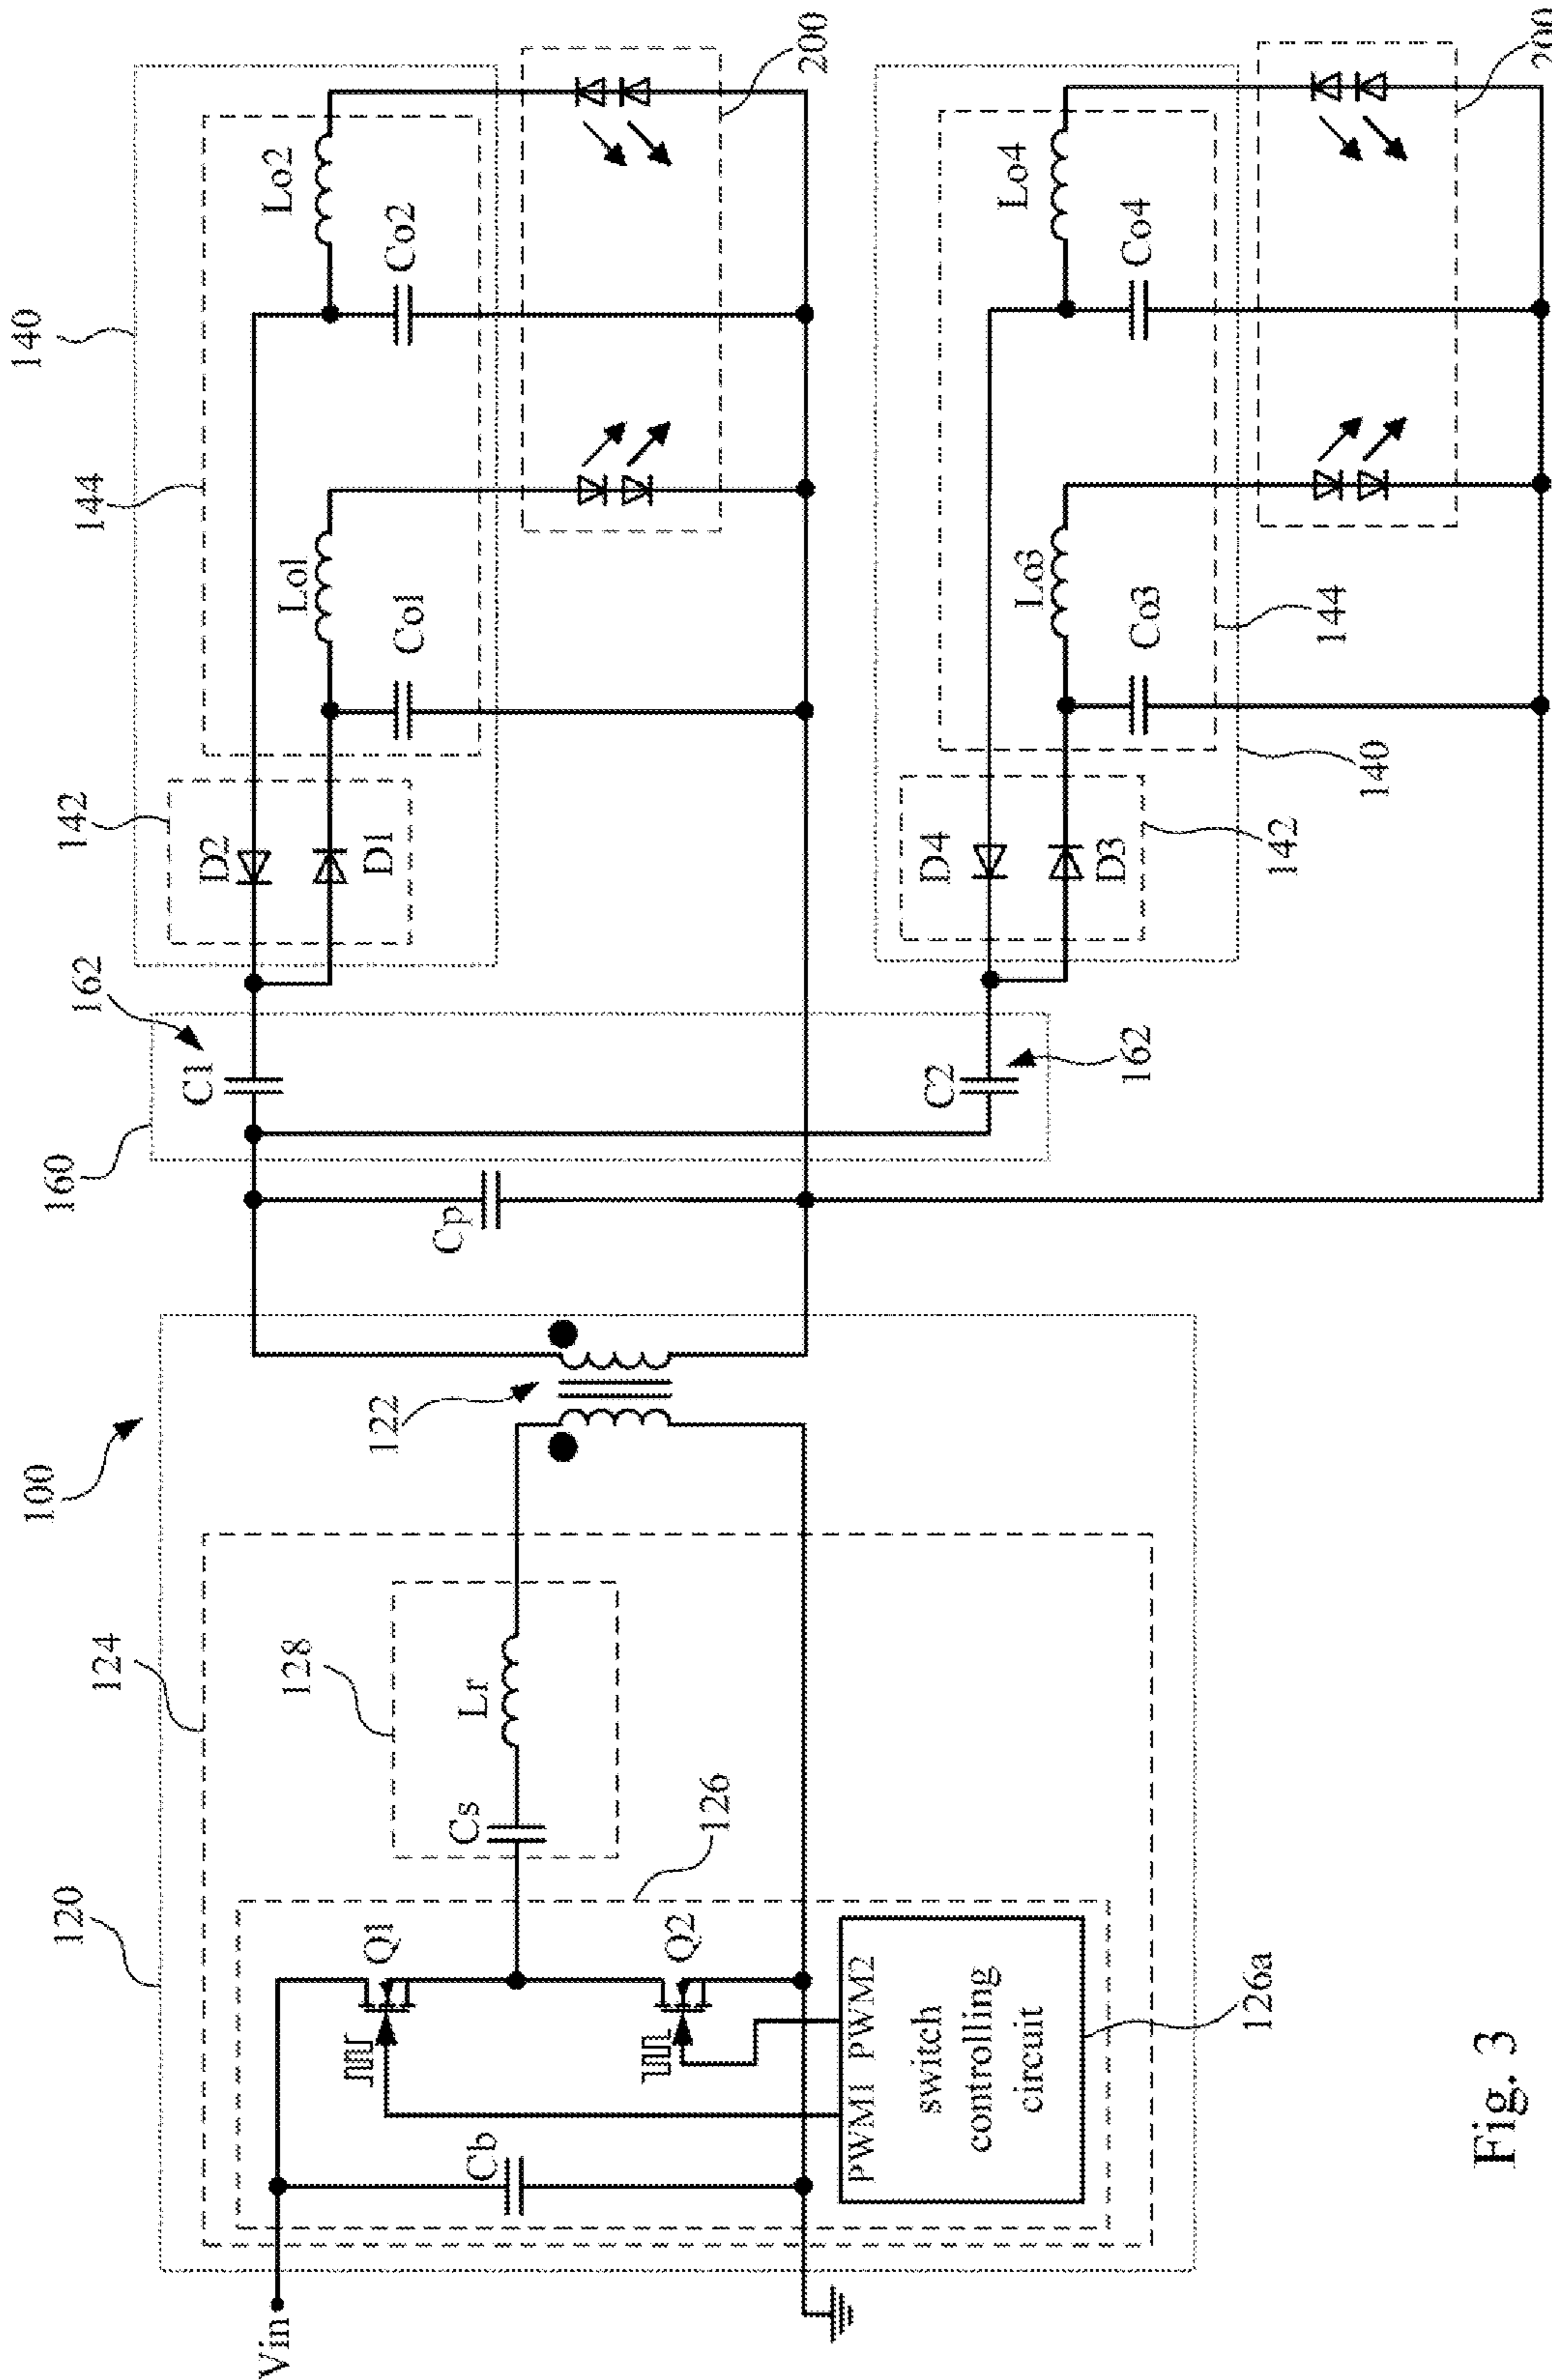 100
120
124
128
122
126
Vin
Cb
Q1
Q2
Cs
Lr
PWM1 PWM2
switch
controlling
circuit
126a
160
162
C1
Cp
C2
162
140
142
144
D2
D1
Lo1
Co1
Lo2
Co2
200
D4
D3
142
140
144
Lo3
Co3
Lo4
Co4
200
Fig. 3